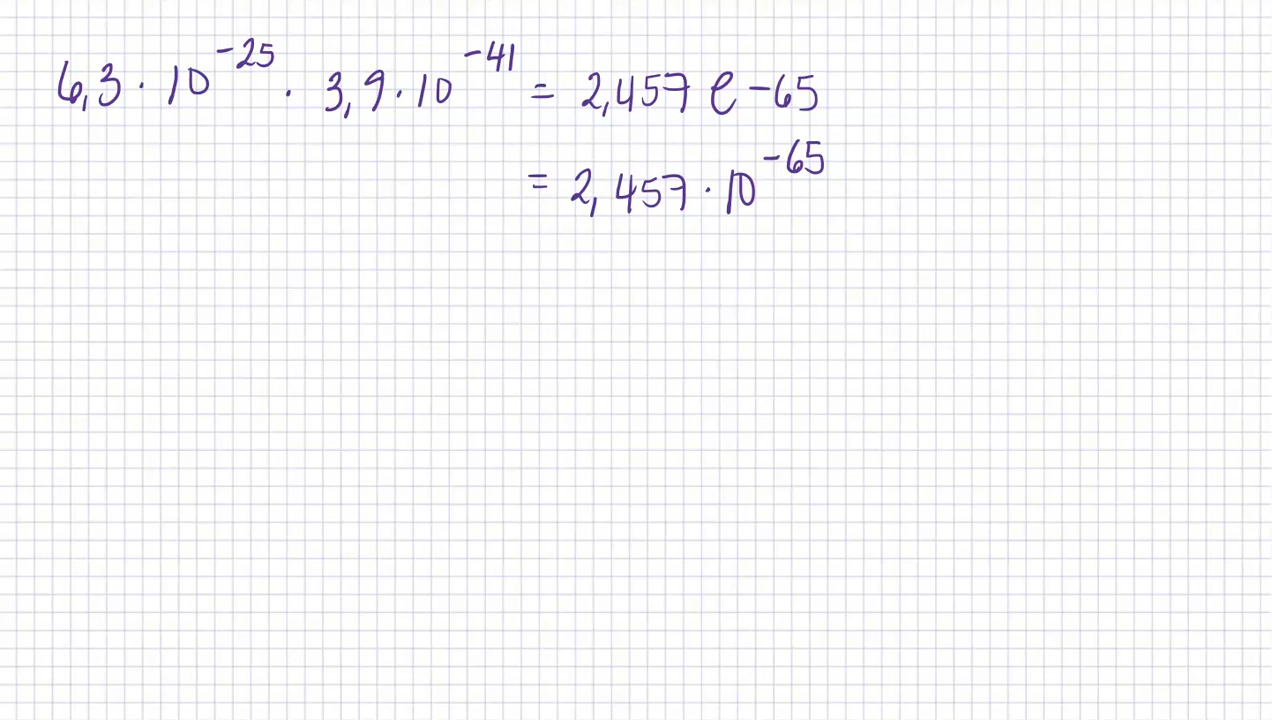 6,3 · 10⁻²⁵ · 3,9 · 10⁻⁴¹ = 2,457 e -65
= 2,457 · 10⁻⁶⁵